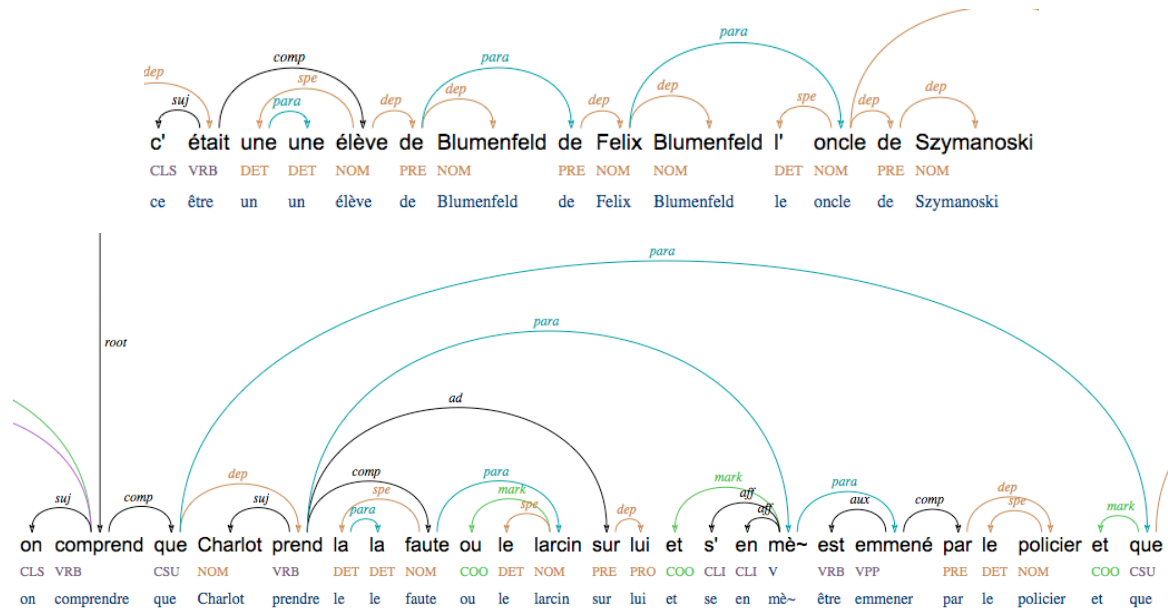 para
para
comp
dep spe dep dep dep dep spe dep dep
suj para
c' était une une élève de Blumenfeld de Felix Blumenfeld l' oncle de Szymanoski
CLS VRB DET DET NOM PRE NOM PRE NOM NOM DET NOM PRE NOM
ce être un un élève de Blumenfeld de Felix Blumenfeld le oncle de Szymanoski
para
para
root
ad
dep comp para mark aff para dep
suj comp suj spe mark aux comp spe mark
para spe aff
on comprend que Charlot prend la la faute ou le larcin sur lui et s' en mè~ est emmené par le policier et que
CLS VRB CSU NOM VRB DET DET NOM COO DET NOM PRE PRO COO CLI CLI V VRB VPP PRE DET NOM COO CSU
on comprendre que Charlot prendre le le faute ou le larcin sur lui et se en mè~ être emmener par le policier et que